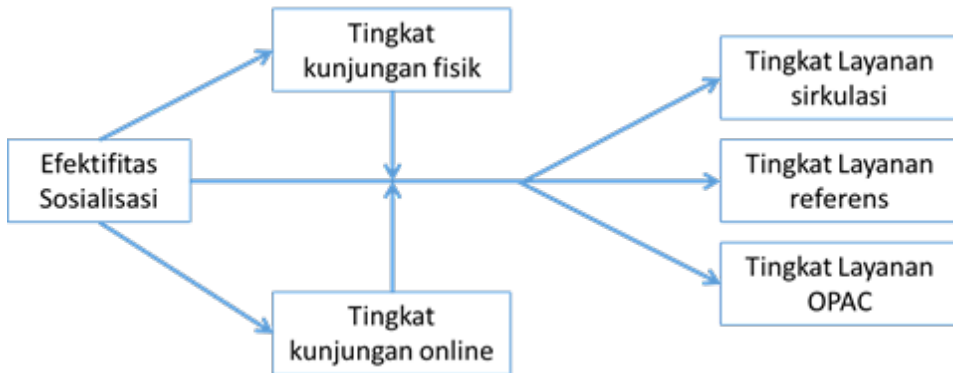 Tingkat
kunjungan fisik
Efektifitas
Sosialisasi
Tingkat
kunjungan online
Tingkat Layanan
sirkulasi
Tingkat Layanan
referens
Tingkat Layanan
OPAC